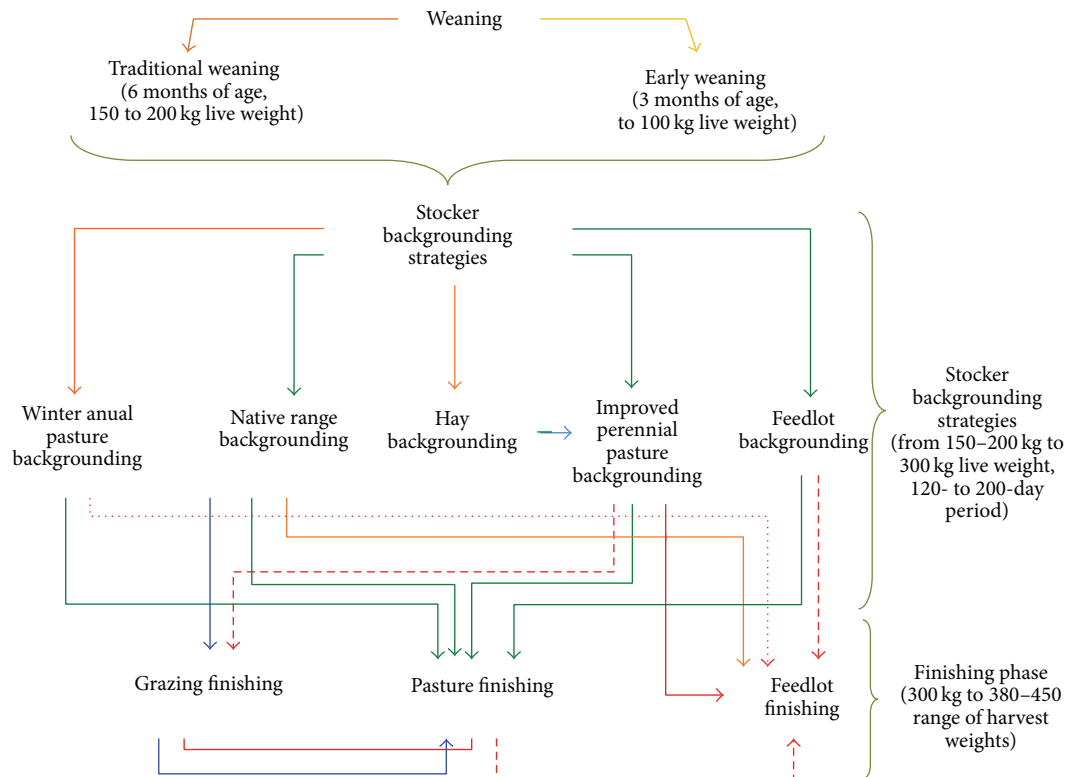 Weaning
Traditional weaning
(6 months of age,
150 to 200 kg live weight)
Early weaning
(3 months of age,
to 100 kg live weight)
Stocker
backgrounding
strategies
Winter anual
pasture
backgrounding
Native range
backgrounding
Hay
backgrounding
Improved
perennial
pasture
backgrounding
Feedlot
backgrounding
Stocker
backgrounding
strategies
(from 150–200 kg to
300 kg live weight,
120- to 200-day
period)
Grazing finishing
Pasture finishing
Feedlot
finishing
Finishing phase
(300 kg to 380–450
range of harvest
weights)